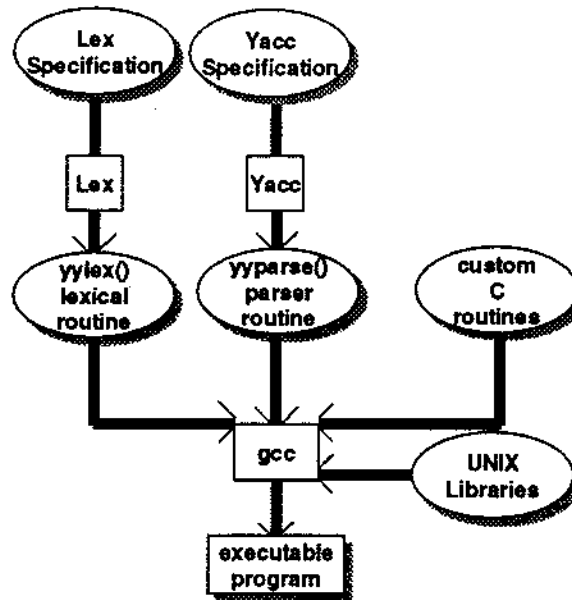 Lex
Specification
Yacc
Specification
Lex
Yacc
yylex()
lexical
routine
yyparse()
parser
routine
custom
C
routines
gcc
UNIX
Libraries
executable
program